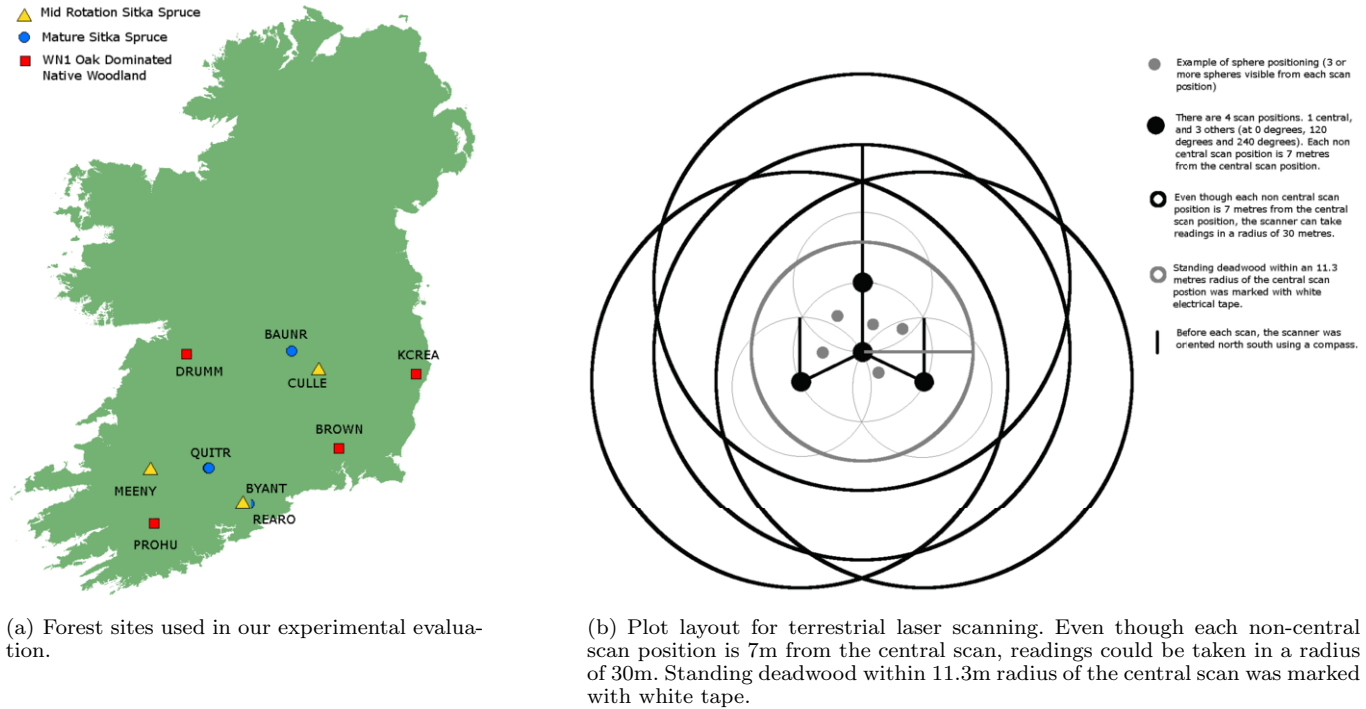 Mid Rotation Sitka Spruce
Mature Sitka Spruce
WN1 Oak Dominated
Native Woodland
BAUNR
DRUMM
CULLE
KCREA
BROWN
QUITR
MEENY
BYANT
REARO
PROHU
(a) Forest sites used in our experimental evalua-
tion.
Example of sphere positioning (3 or
more spheres visible from each scan
position)
There are 4 scan positions. 1 central,
and 3 others (at 0 degrees, 120
degrees and 240 degrees). Each non
central scan position is 7 metres
from the central scan position.
Even though each non central scan
position is 7 metres from the central
scan position, the scanner can take
readings in a radius of 30 metres.
Standing deadwood within an 11.3
metres radius of the central scan
postion was marked with white
electrical tape.
Before each scan, the scanner was
oriented north south using a compass.
(b) Plot layout for terrestrial laser scanning. Even though each non-central
scan position is 7m from the central scan, readings could be taken in a radius
of 30m. Standing deadwood within 11.3m radius of the central scan was marked
with white tape.